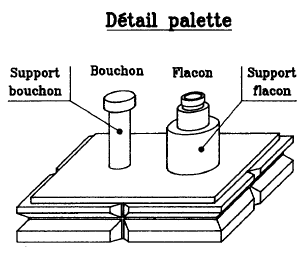 Détail palette
Support
bouchon
Bouchon
Flacon
Support
flacon